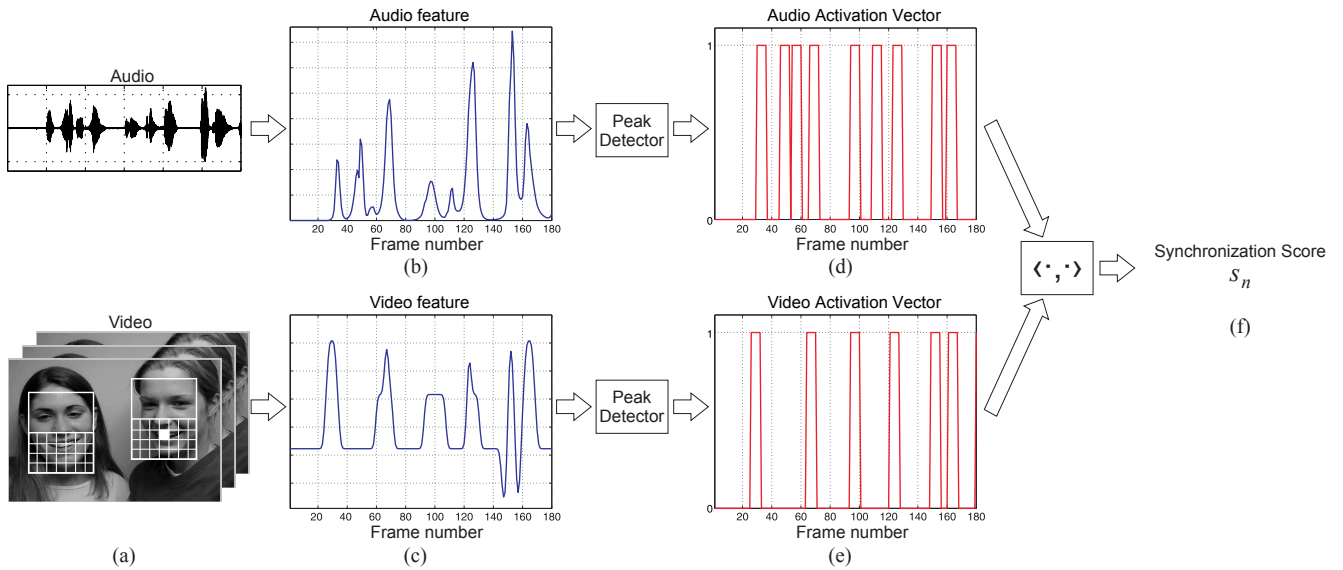 Audio
Audio feature
20 40 60 80 100 120 140 160 180
Frame number
(b)
Peak
Detector
Audio Activation Vector
1
0
20 40 60 80 100 120 140 160 180
Frame number
(d)
Video
(a)
Video feature
20 40 60 80 100 120 140 160 180
Frame number
(c)
Peak
Detector
Video Activation Vector
1
0
20 40 60 80 100 120 140 160 180
Frame number
(e)
⟨·,·⟩
Synchronization Score
sₙ
(f)